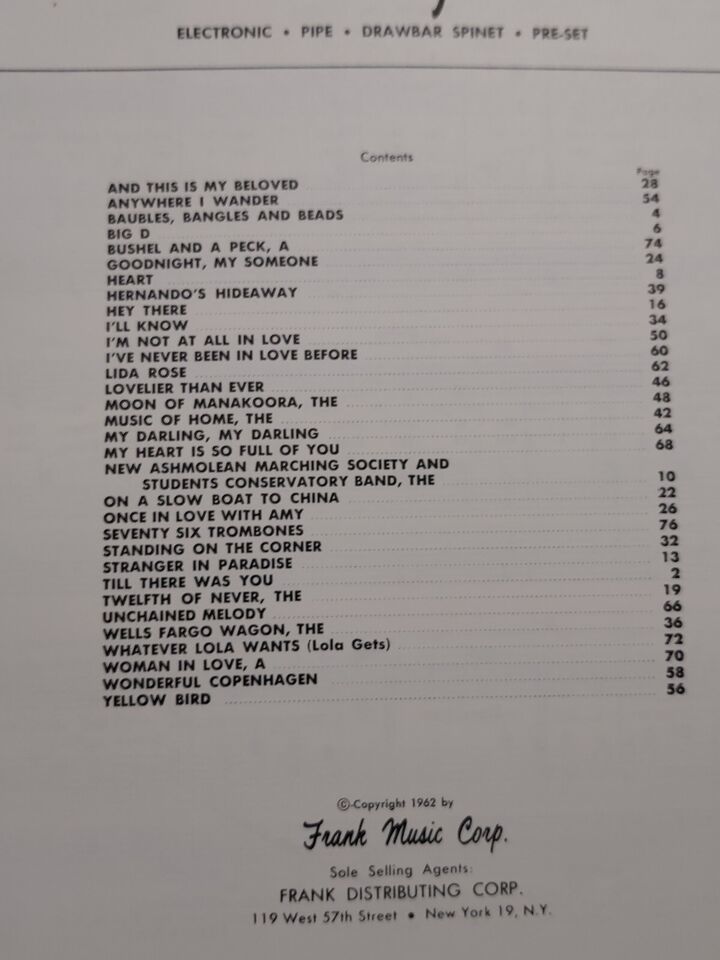 ELECTRONIC • PIPE • DRAWBAR SPINET • PRE-SET
Contents
Page
AND THIS IS MY BELOVED 28
ANYWHERE I WANDER 54
BAUBLES, BANGLES AND BEADS 4
BIG D 6
BUSHEL AND A PECK, A 74
GOODNIGHT, MY SOMEONE 24
HEART 8
HERNANDO'S HIDEAWAY 39
HEY THERE 16
I'LL KNOW 34
I'M NOT AT ALL IN LOVE 50
I'VE NEVER BEEN IN LOVE BEFORE 60
LIDA ROSE 62
LOVELIER THAN EVER 46
MOON OF MANAKOORA, THE 48
MUSIC OF HOME, THE 42
MY DARLING, MY DARLING 64
MY HEART IS SO FULL OF YOU 68
NEW ASHMOLEAN MARCHING SOCIETY AND
STUDENTS CONSERVATORY BAND, THE 10
ON A SLOW BOAT TO CHINA 22
ONCE IN LOVE WITH AMY 26
SEVENTY SIX TROMBONES 76
STANDING ON THE CORNER 32
STRANGER IN PARADISE 13
TILL THERE WAS YOU 2
TWELFTH OF NEVER, THE 19
UNCHAINED MELODY 66
WELLS FARGO WAGON, THE 36
WHATEVER LOLA WANTS (Lola Gets) 72
WOMAN IN LOVE, A 70
WONDERFUL COPENHAGEN 58
YELLOW BIRD 56
©Copyright 1962 by
Frank Music Corp.
Sole Selling Agents:
FRANK DISTRIBUTING CORP.
119 West 57th Street • New York 19, N.Y.